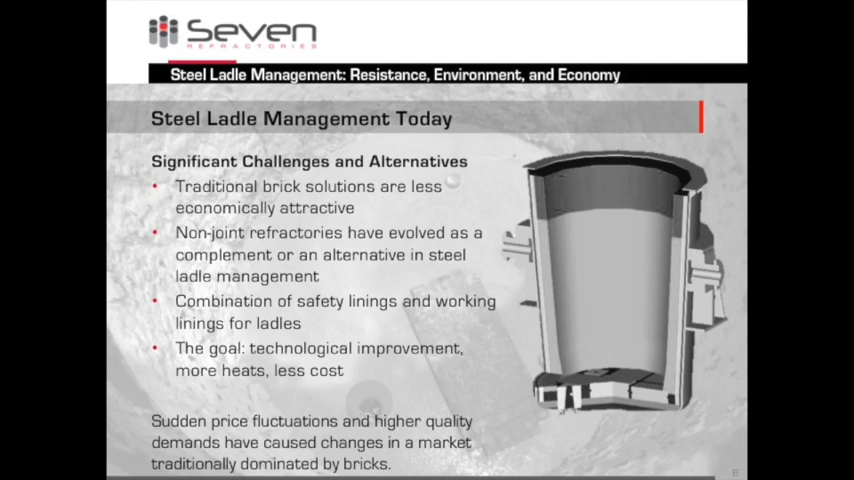 Seven
REFRACTORIES
Steel Ladle Management: Resistance, Environment, and Economy
Steel Ladle Management Today
Significant Challenges and Alternatives
• Traditional brick solutions are less
economically attractive
• Non-joint refractories have evolved as a
complement or an alternative in steel
ladle management
• Combination of safety linings and working
linings for ladles
• The goal: technological improvement,
more heats, less cost
Sudden price fluctuations and higher quality
demands have caused changes in a market
traditionally dominated by bricks.
6